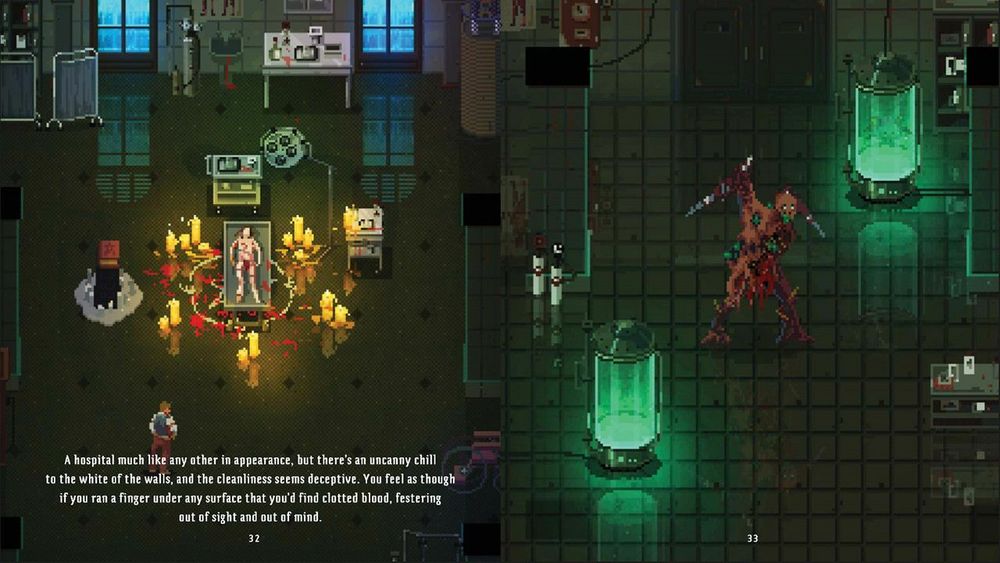 A hospital much like any other in appearance, but there's an uncanny chill
to the white of the walls, and the cleanliness seems deceptive. You feel as though
if you ran a finger under any surface that you'd find clotted blood, festering
out of sight and out of mind.
32
33